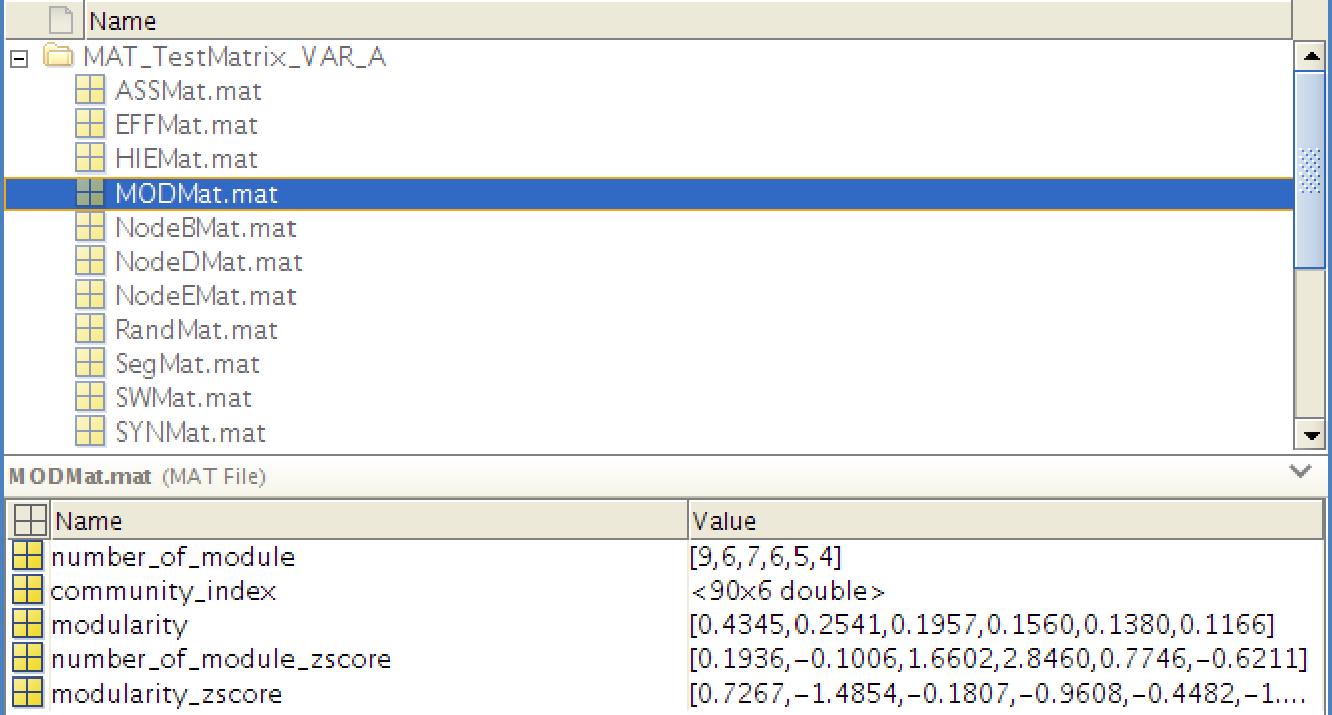 Name
MAT_TestMatrix_VAR_A
ASSMat.mat
EFFMat.mat
HIEMat.mat
MODMat.mat
NodeBMat.mat
NodeDMat.mat
NodeEMat.mat
RandMat.mat
SegMat.mat
SWMat.mat
SYNMat.mat
MODMat.mat (MAT File)
Name Value
number_of_module [9,6,7,6,5,4]
community_index <90x6 double>
modularity [0.4345,0.2541,0.1957,0.1560,0.1380,0.1166]
number_of_module_zscore [0.1936,-0.1006,1.6602,2.8460,0.7746,-0.6211]
modularity_zscore [0.7267,-1.4854,-0.1807,-0.9608,-0.4482,-1....